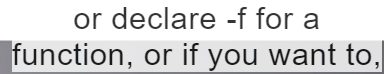 or declare -f for a
function, or if you want to,